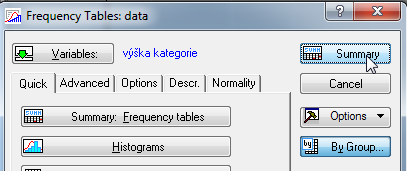 Frequency Tables: data
Variables: výška kategorie
Summary
Cancel
Quick Advanced Options Descr. Normality
Summary: Frequency tables
Options
Histograms
By Group...